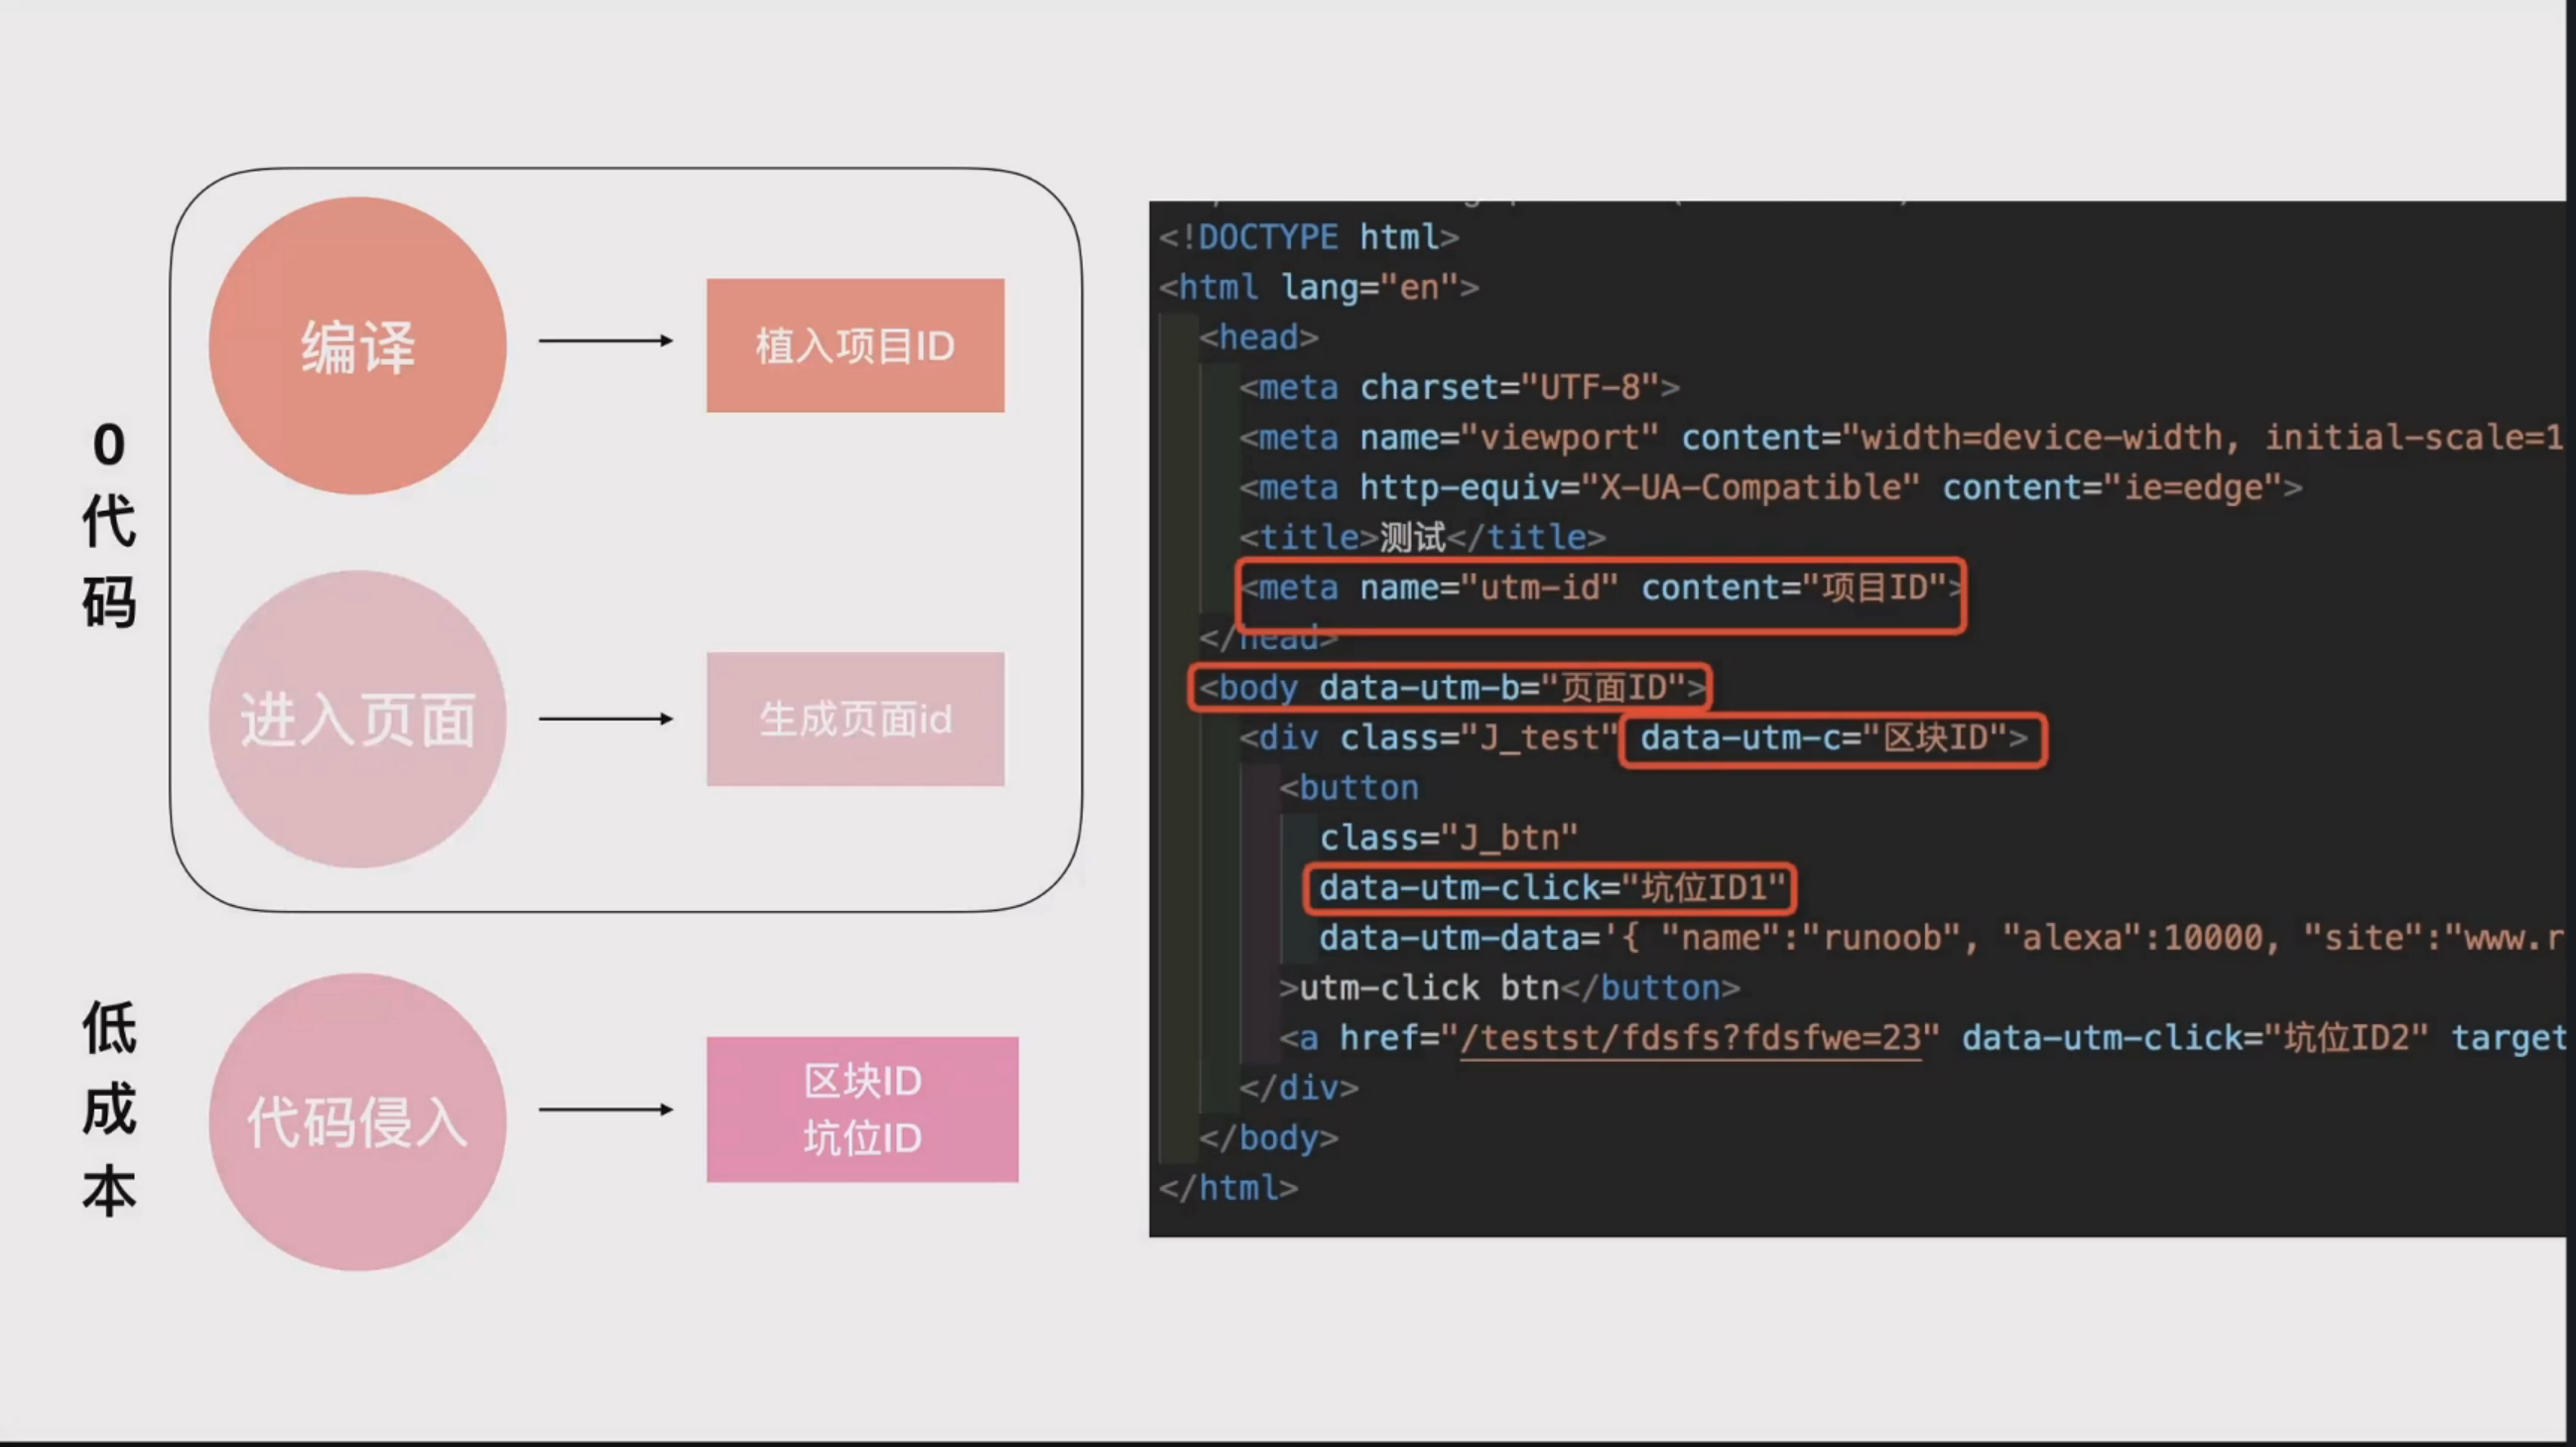 0
代
码
编译
植入项目ID
进入页面
生成页面id
低
成
本
代码侵入
区块ID
坑位ID
<!DOCTYPE html>
<html lang="en">
<head>
<meta charset="UTF-8">
<meta name="viewport" content="width=device-width, initial-scale=1
<meta http-equiv="X-UA-Compatible" content="ie=edge">
<title>测试</title>
<meta name="utm-id" content="项目ID">
</head>
<body data-utm-b="页面ID">
<div class="J_test" data-utm-c="区块ID">
<button
class="J_btn"
data-utm-click="坑位ID1"
data-utm-data='{ "name":"runoob", "alexa":10000, "site":"www.r
>utm-click btn</button>
<a href="/testst/fdsfs?fdsfwe=23" data-utm-click="坑位ID2" target
</div>
</body>
</html>